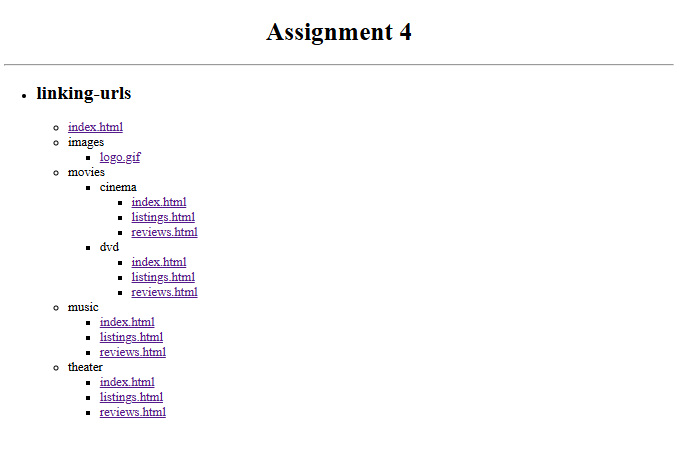 Assignment 4
linking-urls
index.html
images
logo.gif
movies
cinema
index.html
listings.html
reviews.html
dvd
index.html
listings.html
reviews.html
music
index.html
listings.html
reviews.html
theater
index.html
listings.html
reviews.html